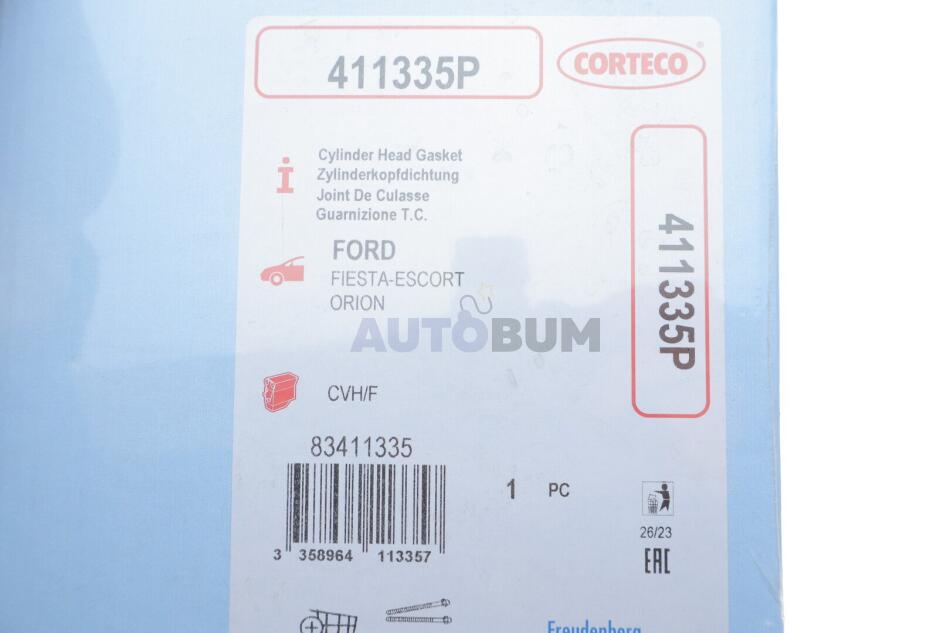 411335P
CORTECO®
Cylinder Head Gasket
Zylinderkopfdichtung
Joint De Culasse
Guarnizione T.C.
411335P
FORD
FIESTA-ESCORT
ORION
AUTOBUM
CVH/F
83411335
1 PC
3 358964 113357
26/23
EAC
Freudenberg